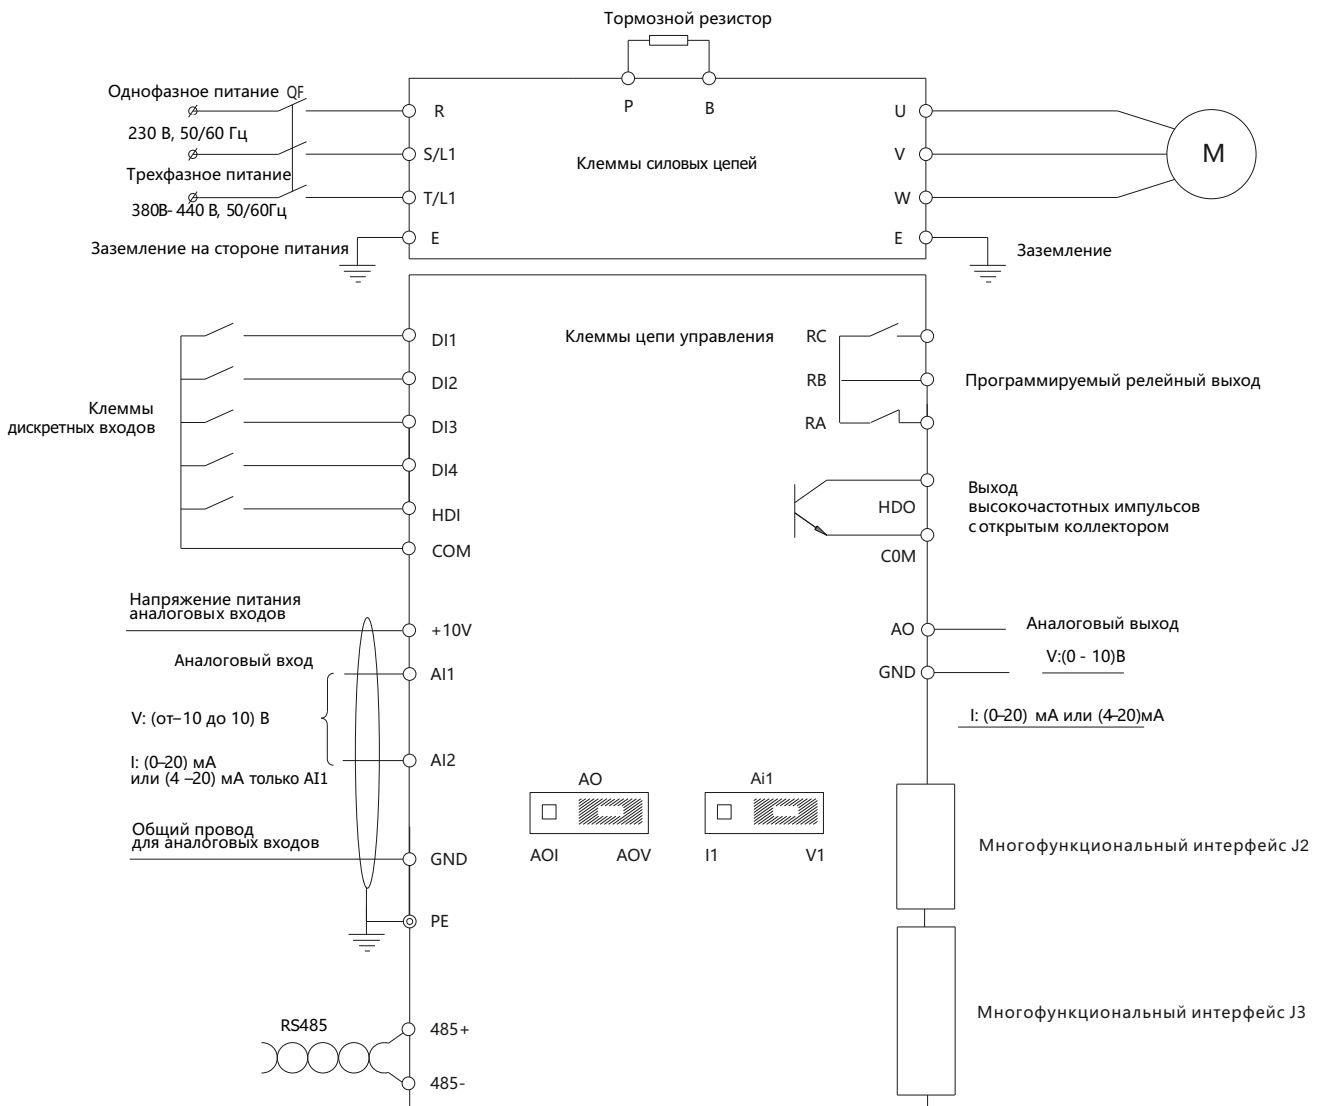 Тормозной резистор
Однофазное питание QF
P
B
R
U
230 В, 50/60 Гц
S/L1
Клеммы силовых цепей
V
M
Трехфазное питание
T/L1
W
380В- 440 В, 50/60Гц
Заземление на стороне питания
E
E
Заземление
DI1
Клеммы цепи управления
RC
DI2
RB
Программируемый релейный выход
Клеммы
дискретных входов
DI3
RA
DI4
HDI
HDO
Выход
высокочастотных импульсов
с открытым коллектором
COM
C0M
Напряжение питания
аналоговых входов
+10V
AO
Аналоговый выход
V:(0 - 10)В
Аналоговый вход
AI1
GND
V: (от–10 до 10) В
I: (0–20) мА или (4–20)мА
I: (0–20) мА
или (4 –20) мА только AI1
AI2
AO
Ai1
AOI
AOV
I1
V1
Общий провод
для аналоговых входов
GND
Многофункциональный интерфейс J2
PE
RS485
485+
Многофункциональный интерфейс J3
485-